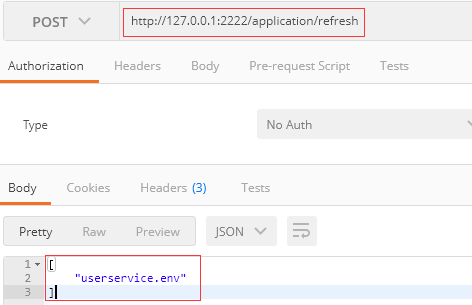 POST http://127.0.0.1:2222/application/refresh
Authorization Headers Body Pre-request Script Tests
Type No Auth
Body Cookies Headers (3) Tests
Pretty Raw Preview JSON
1 [
2 "userservice.env"
3 ]